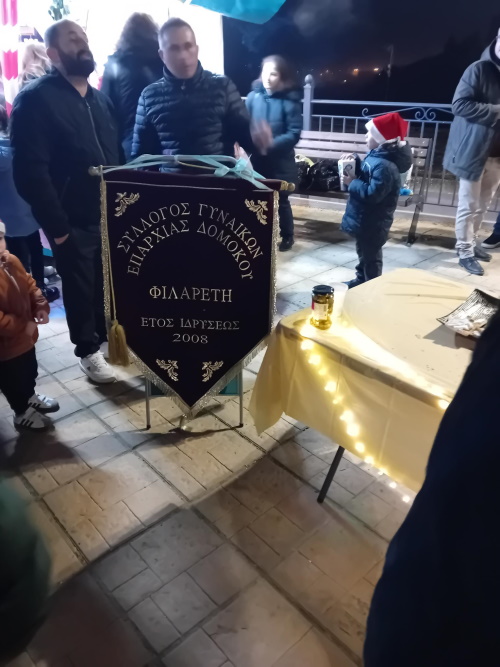 ΣΥΛΛΟΓΟΣ ΓΥΝΑΙΚΩΝ
ΕΠΑΡΧΙΑΣ ΔΟΜΟΚΟΥ
ΦΙΛΑΡΕΤΗ
ΕΤΟΣ ΙΔΡΥΣΕΩΣ
2008